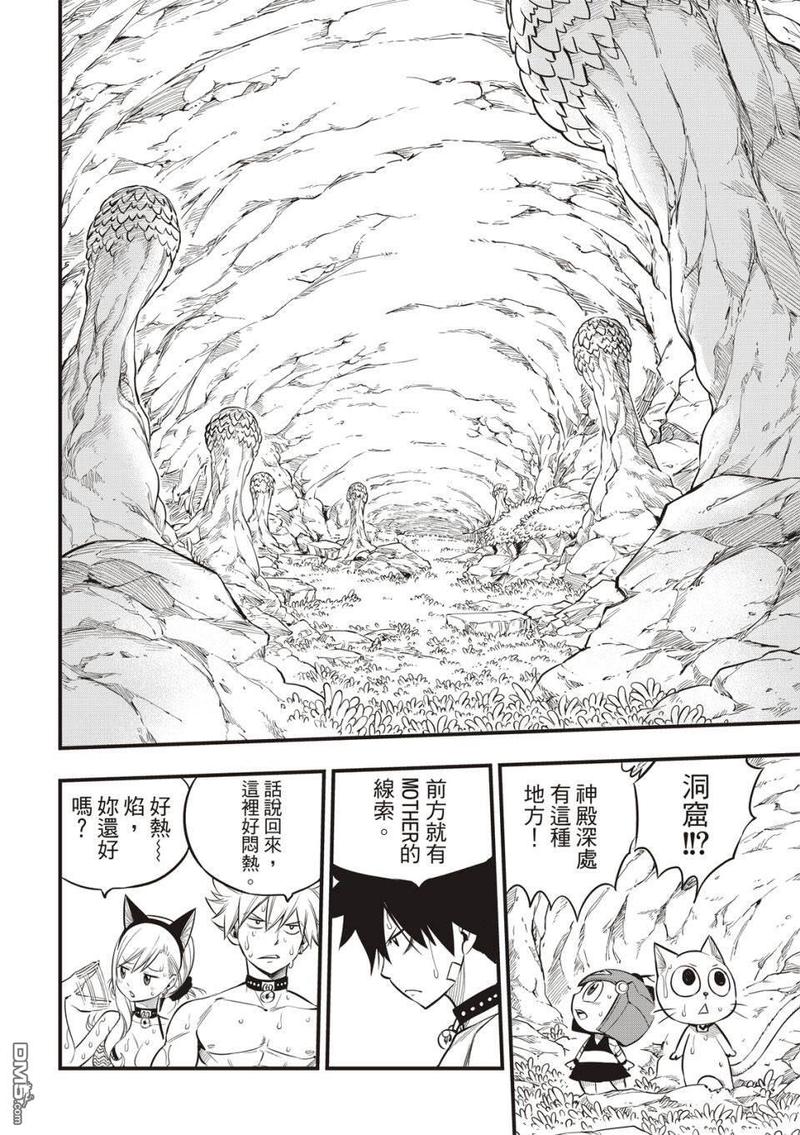 洞窟!!?
神殿深處
有這種
地方！
前方就有
MOTHER的
線索。
話說回來，
這裡好悶熱。
好熱～
焰，
妳還好
嗎？
DM5.com